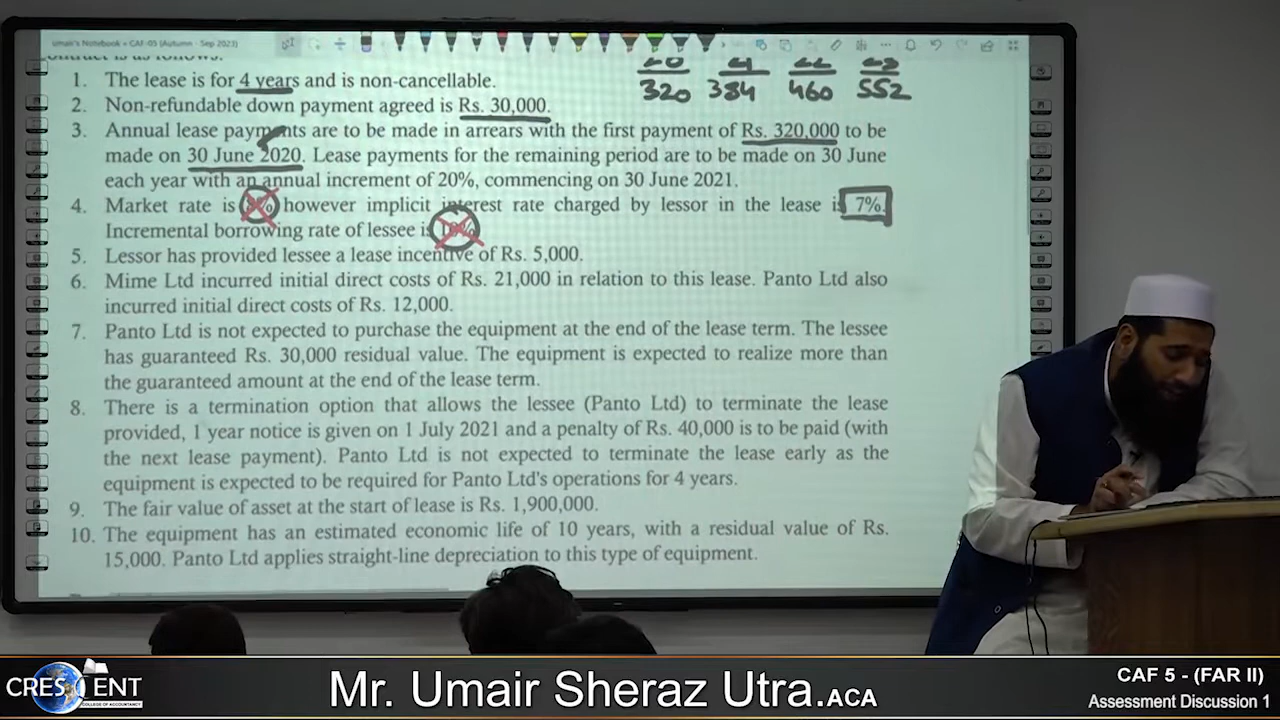 Umair's Notebook » CAF-05 (Autumn - Sep 2023)
contract is as follows:
20 21 22 23
320 384 460 552
1. The lease is for 4 years and is non-cancellable.
2. Non-refundable down payment agreed is Rs. 30,000.
3. Annual lease payments are to be made in arrears with the first payment of Rs. 320,000 to be
made on 30 June 2020. Lease payments for the remaining period are to be made on 30 June
each year with an annual increment of 20%, commencing on 30 June 2021.
4. Market rate is however implicit interest rate charged by lessor in the lease is 7%
Incremental borrowing rate of lessee is
5. Lessor has provided lessee a lease incentive of Rs. 5,000.
6. Mime Ltd incurred initial direct costs of Rs. 21,000 in relation to this lease. Panto Ltd also
incurred initial direct costs of Rs. 12,000.
7. Panto Ltd is not expected to purchase the equipment at the end of the lease term. The lessee
has guaranteed Rs. 30,000 residual value. The equipment is expected to realize more than
the guaranteed amount at the end of the lease term.
8. There is a termination option that allows the lessee (Panto Ltd) to terminate the lease
provided, 1 year notice is given on 1 July 2021 and a penalty of Rs. 40,000 is to be paid (with
the next lease payment). Panto Ltd is not expected to terminate the lease early as the
equipment is expected to be required for Panto Ltd's operations for 4 years.
9. The fair value of asset at the start of lease is Rs. 1,900,000.
10. The equipment has an estimated economic life of 10 years, with a residual value of Rs.
15,000. Panto Ltd applies straight-line depreciation to this type of equipment.
CRESCENT
COLLEGE OF ACCOUNTANCY
Mr. Umair Sheraz Utra.ACA
CAF 5 - (FAR II)
Assessment Discussion 1